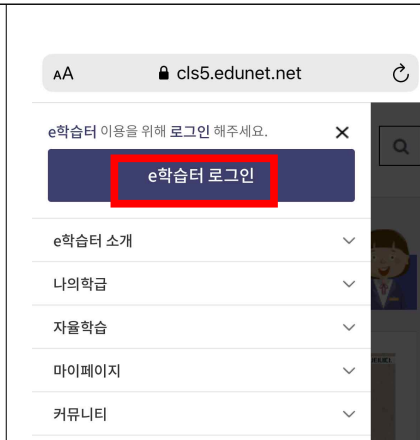 AA cls5.edunet.net
e학습터 이용을 위해 로그인 해주세요.
e학습터 로그인
e학습터 소개
나의학급
자율학습
마이페이지
커뮤니티